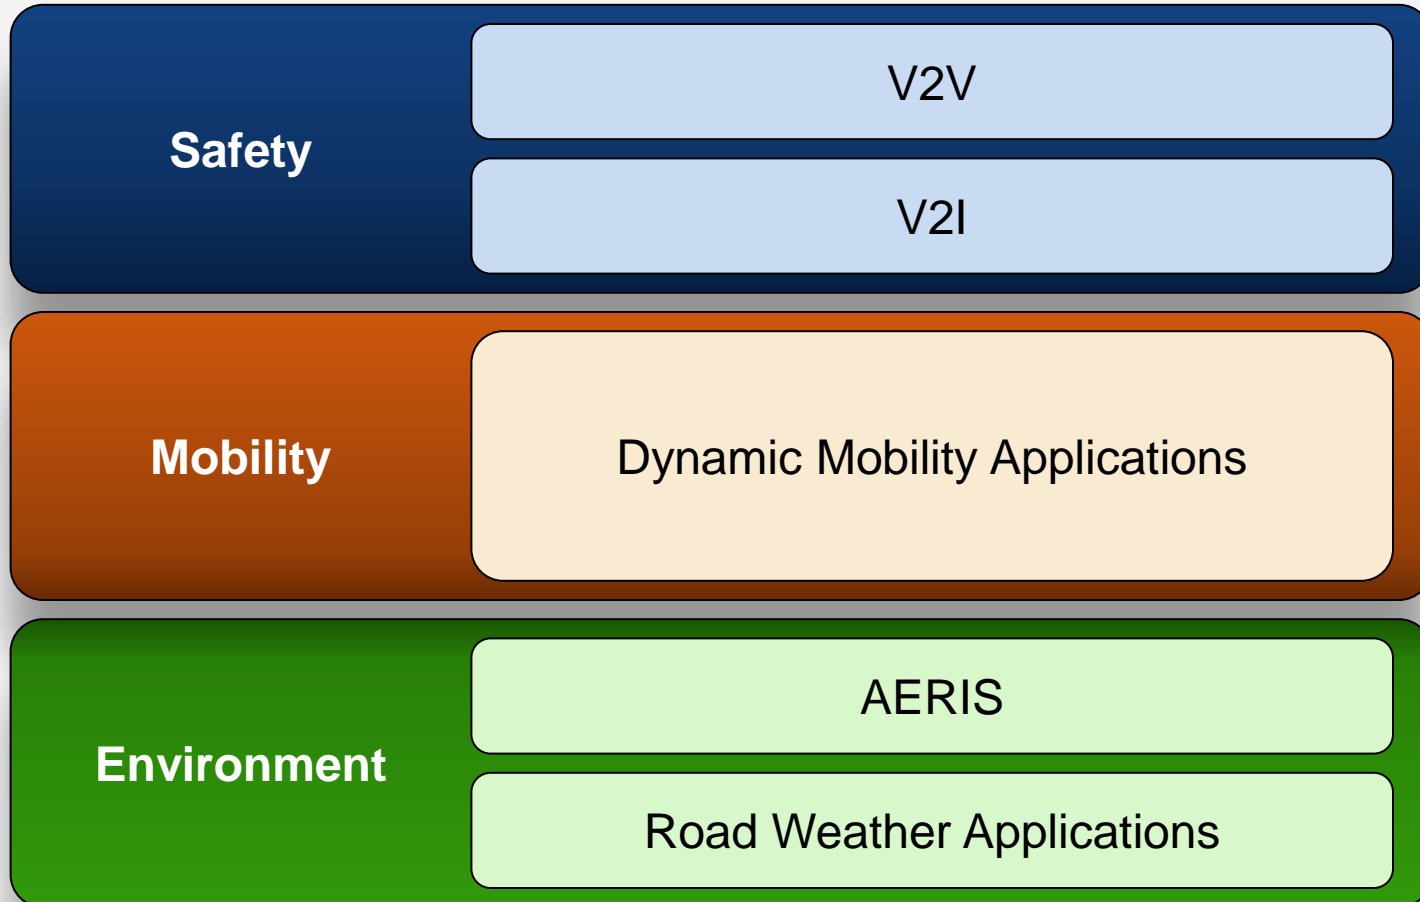 Safety
V2V
V2I
Mobility
Dynamic Mobility Applications
Environment
AERIS
Road Weather Applications